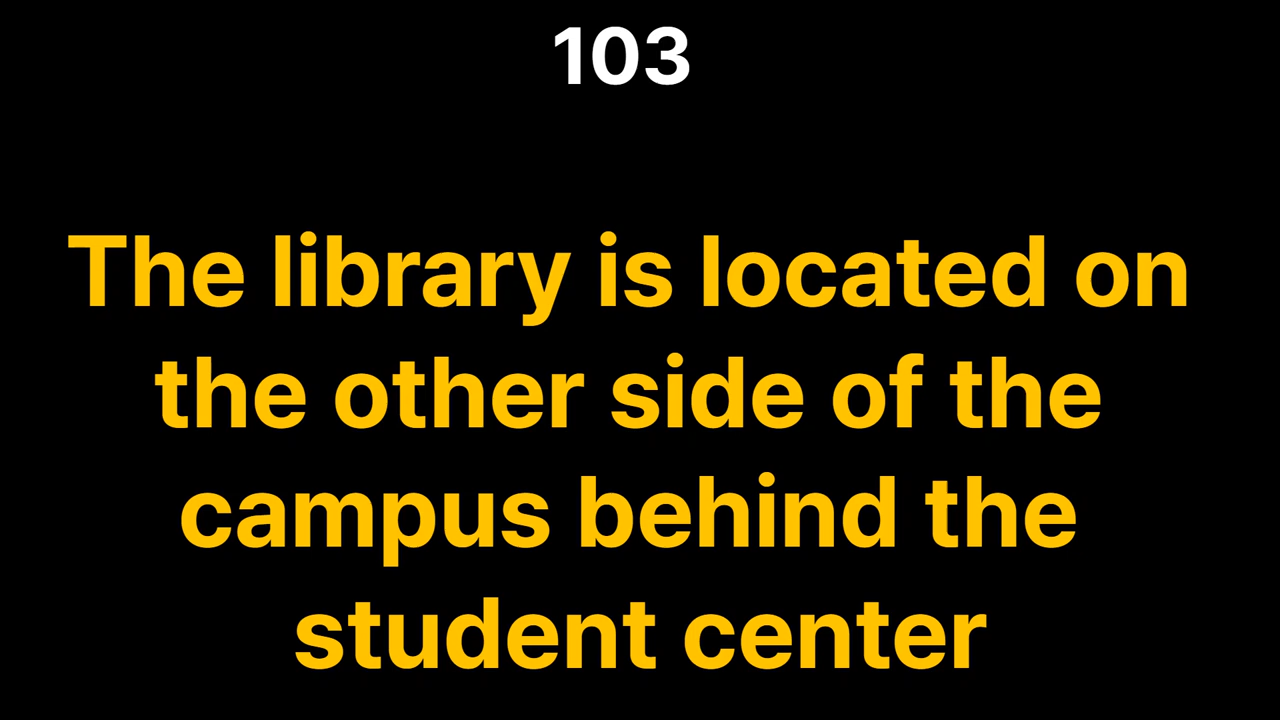 103
The library is located on
the other side of the
campus behind the
student center